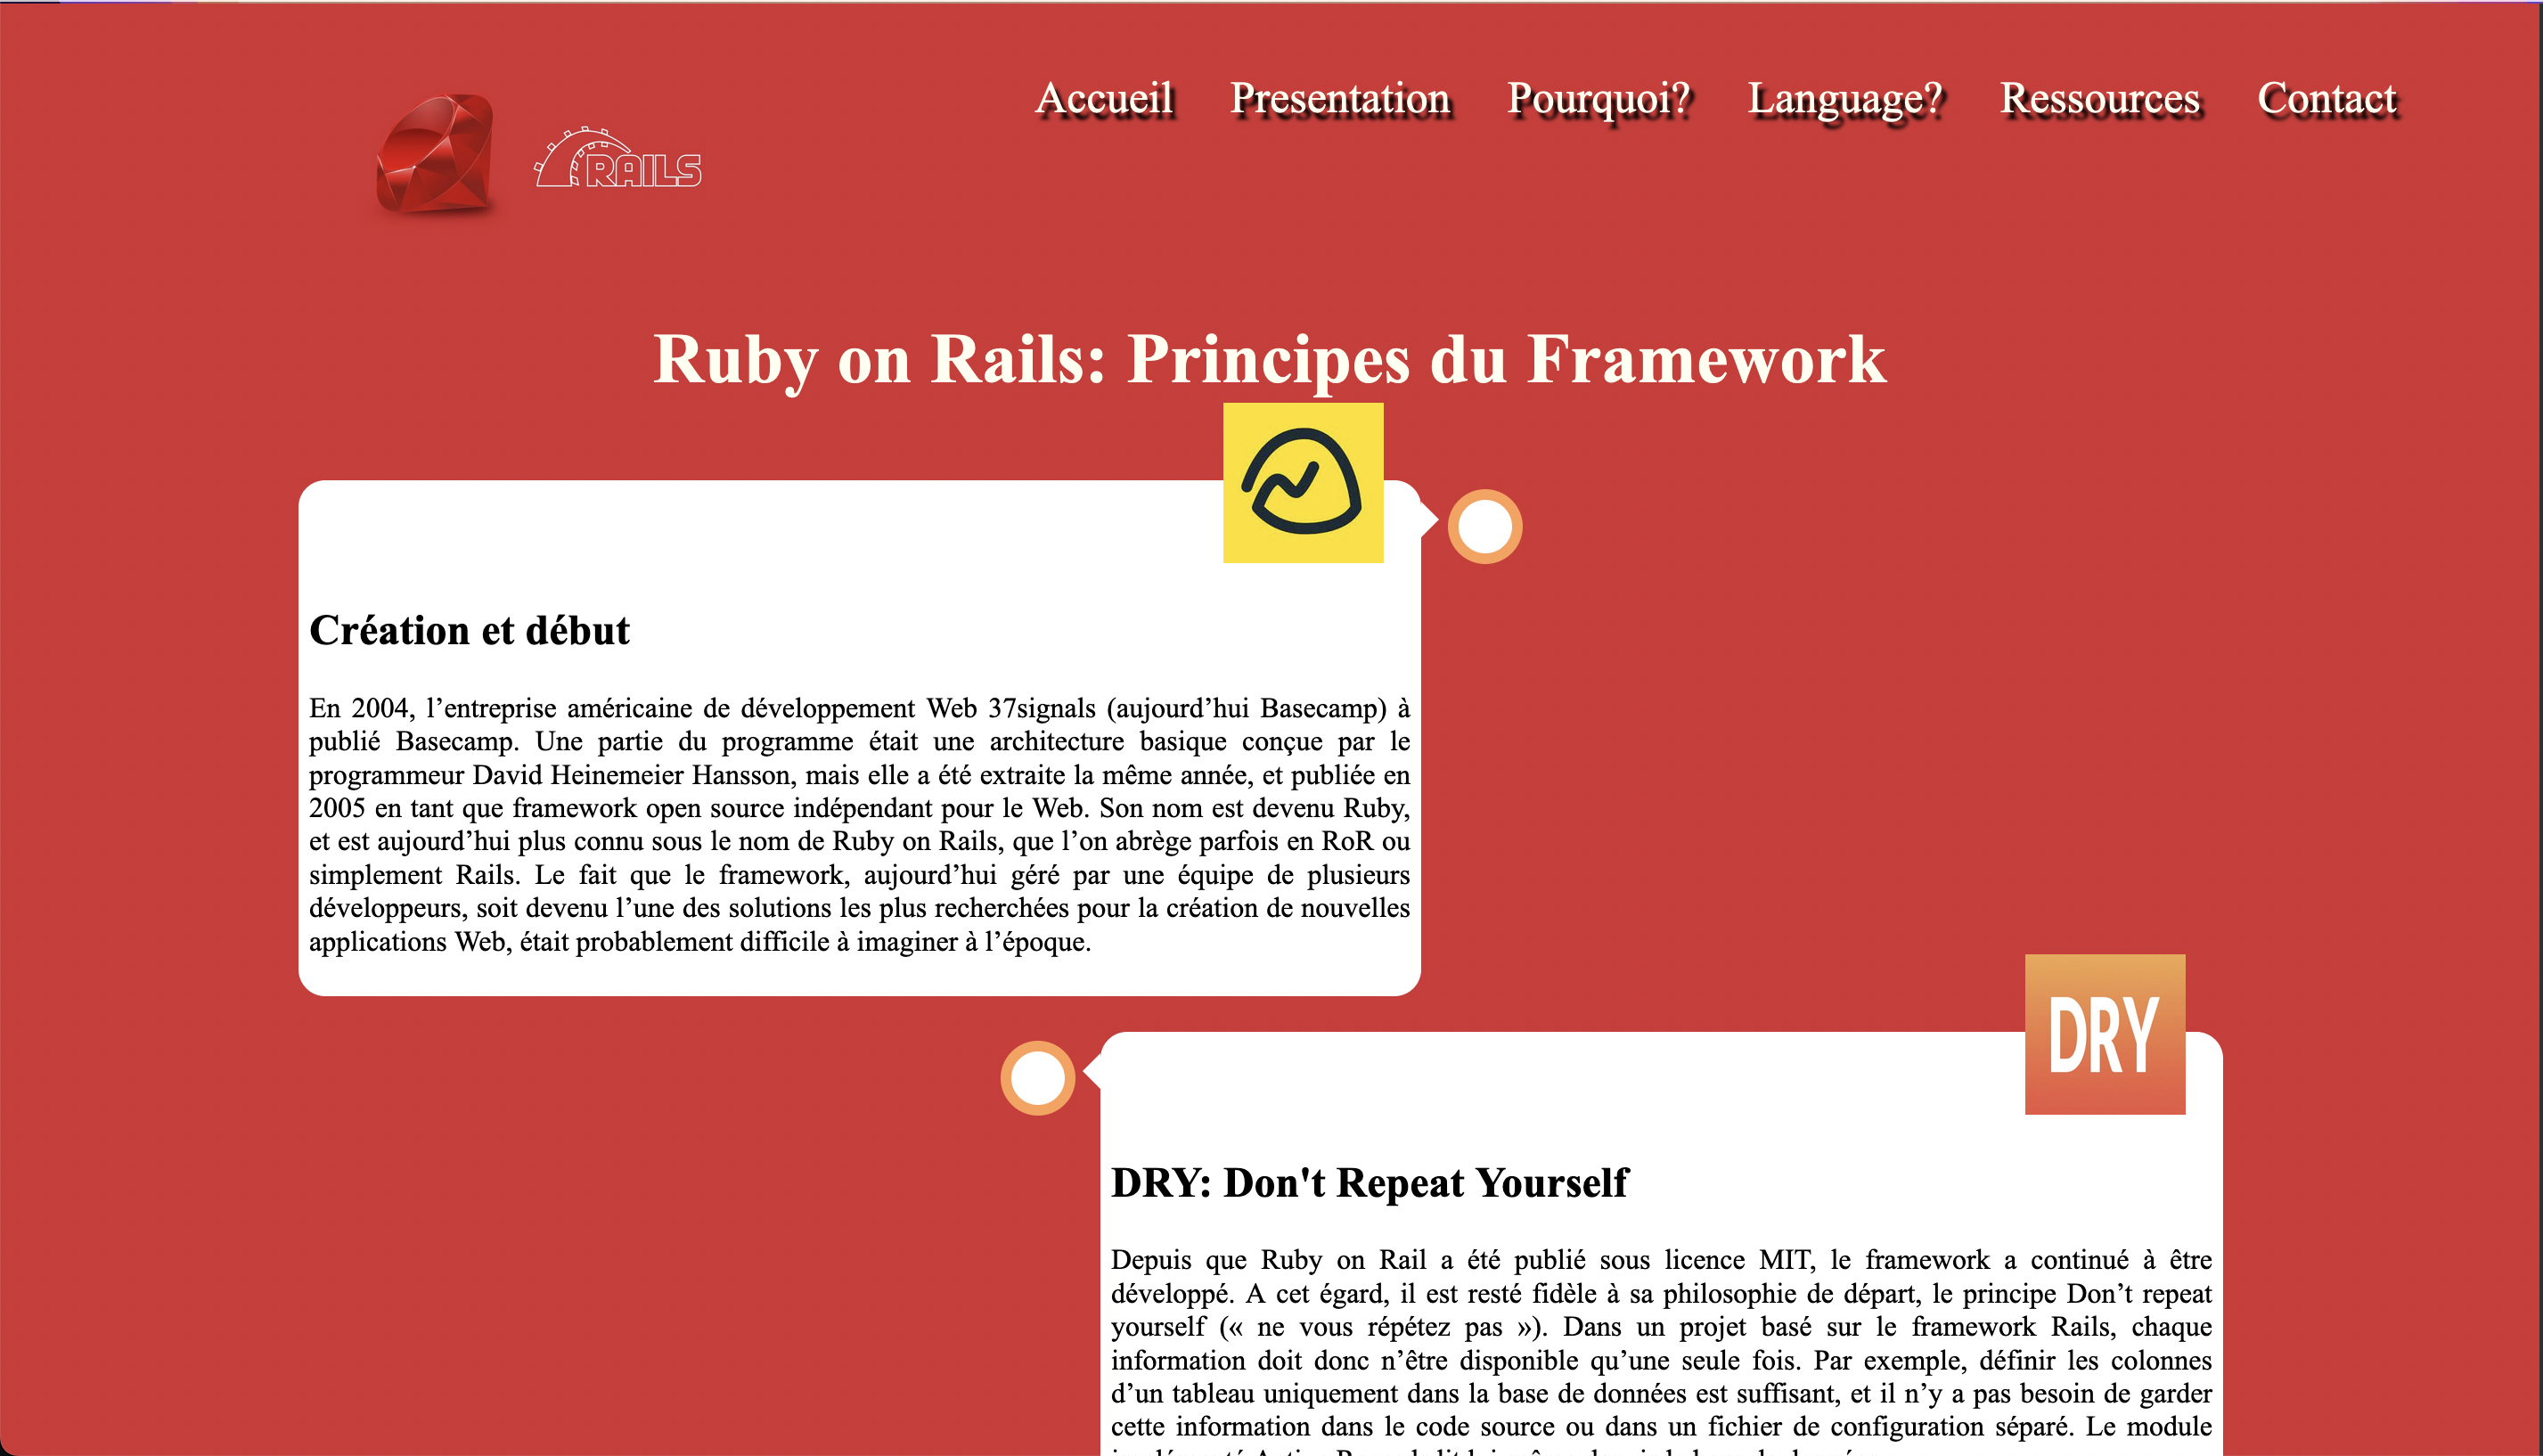 RAILS
Accueil Presentation Pourquoi? Language? Ressources Contact
Ruby on Rails: Principes du Framework
Création et début
En 2004, l’entreprise américaine de développement Web 37signals (aujourd’hui Basecamp) à
publié Basecamp. Une partie du programme était une architecture basique conçue par le
programmeur David Heinemeier Hansson, mais elle a été extraite la même année, et publiée en
2005 en tant que framework open source indépendant pour le Web. Son nom est devenu Ruby,
et est aujourd’hui plus connu sous le nom de Ruby on Rails, que l’on abrège parfois en RoR ou
simplement Rails. Le fait que le framework, aujourd’hui géré par une équipe de plusieurs
développeurs, soit devenu l’une des solutions les plus recherchées pour la création de nouvelles
applications Web, était probablement difficile à imaginer à l’époque.
DRY
DRY: Don't Repeat Yourself
Depuis que Ruby on Rail a été publié sous licence MIT, le framework a continué à être
développé. A cet égard, il est resté fidèle à sa philosophie de départ, le principe Don’t repeat
yourself (« ne vous répétez pas »). Dans un projet basé sur le framework Rails, chaque
information doit donc n’être disponible qu’une seule fois. Par exemple, définir les colonnes
d’un tableau uniquement dans la base de données est suffisant, et il n’y a pas besoin de garder
cette information dans le code source ou dans un fichier de configuration séparé. Le module